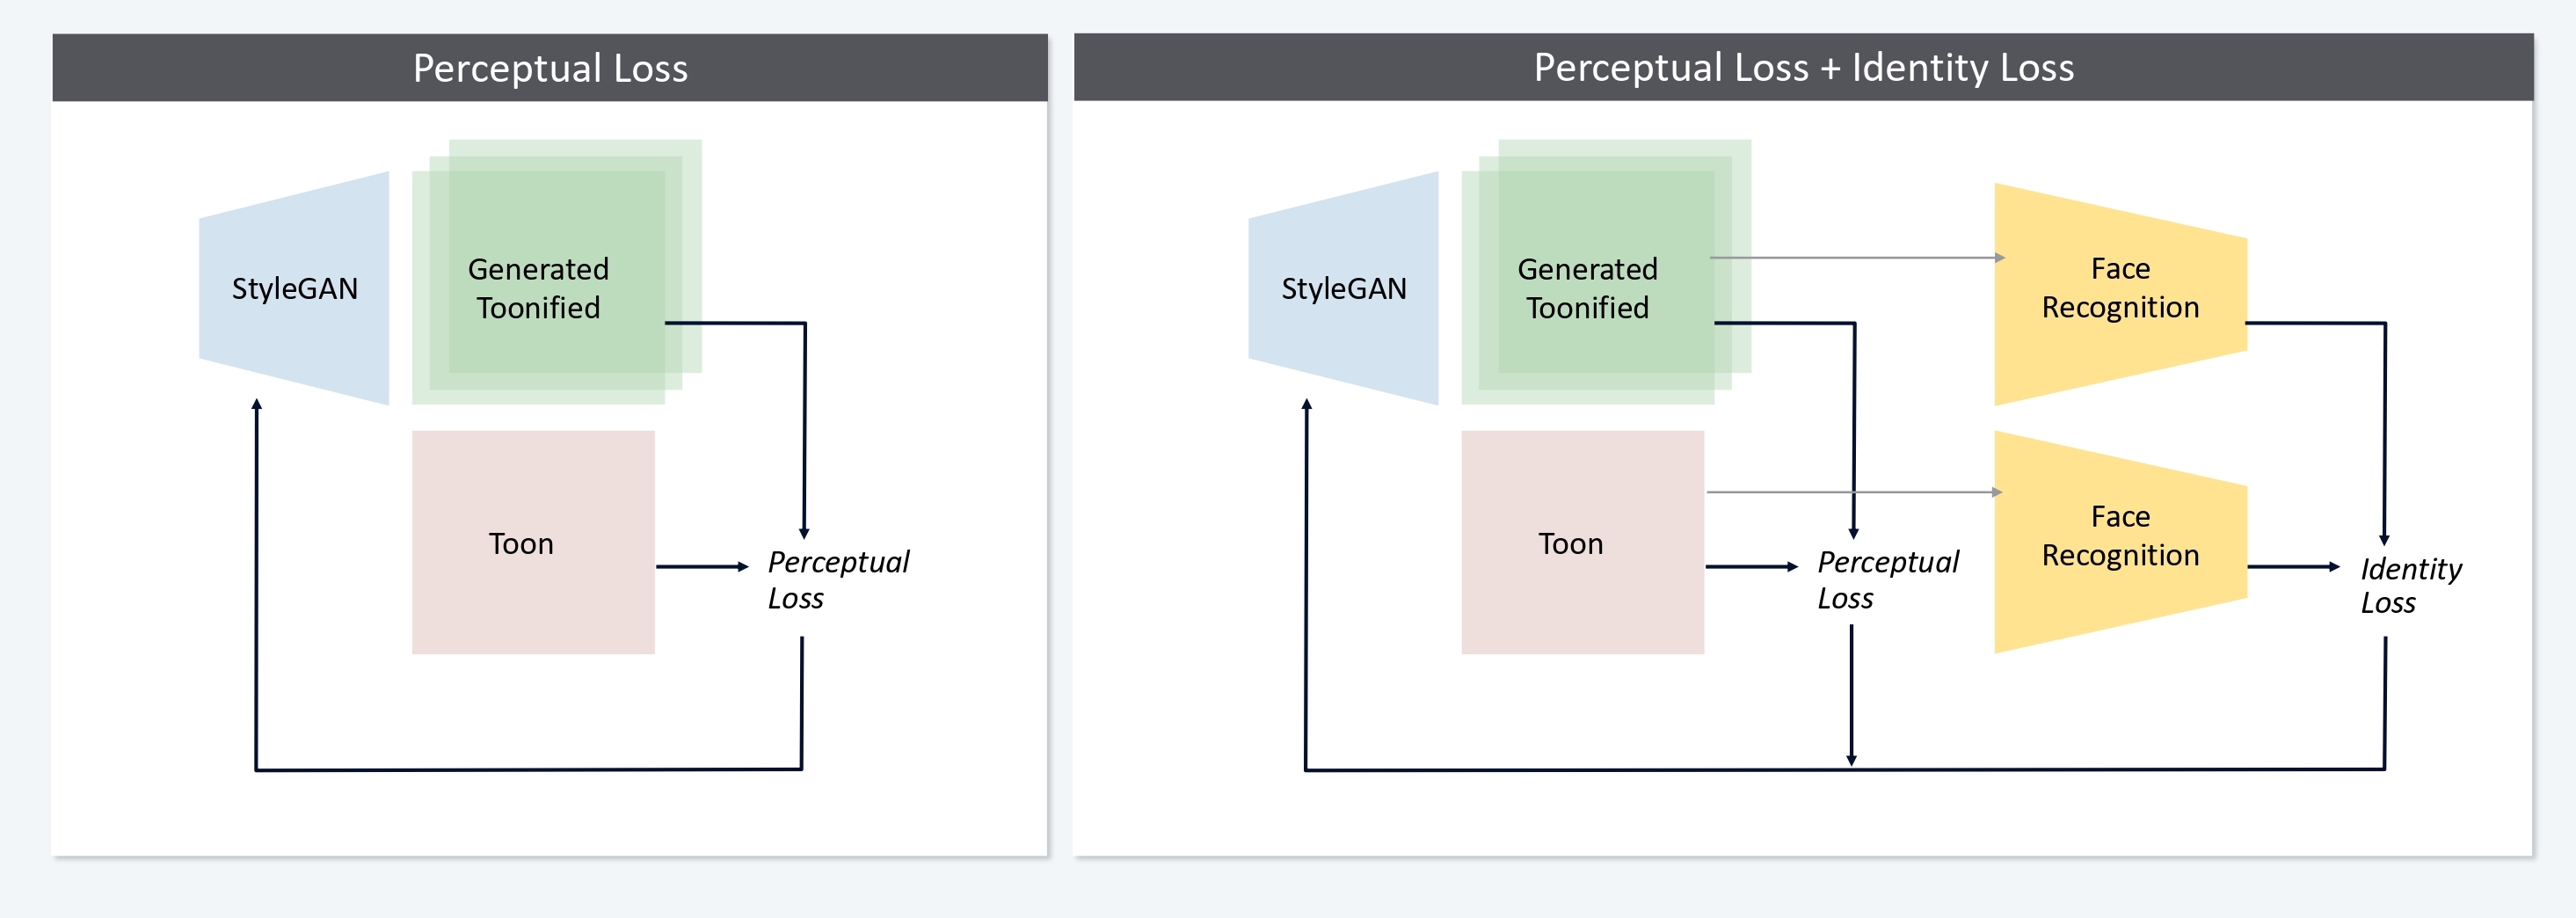 Perceptual Loss
StyleGAN
Generated
Toonified
Toon
Perceptual
Loss
Perceptual Loss + Identity Loss
StyleGAN
Generated
Toonified
Face
Recognition
Toon
Perceptual
Loss
Face
Recognition
Identity
Loss